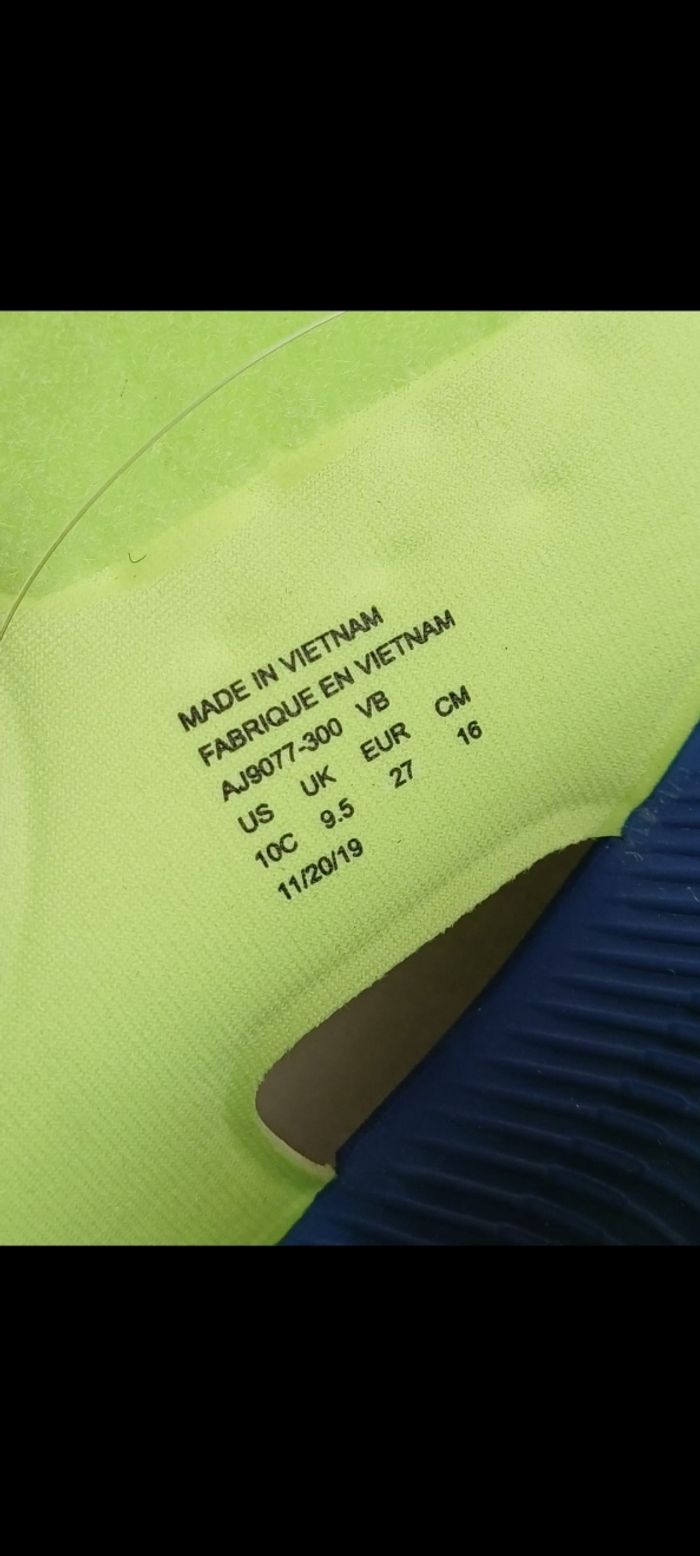 MADE IN VIETNAM
FABRIQUE EN VIETNAM
AJ9077-300 VB
US UK EUR CM
10C 9.5 27 16
11/20/19